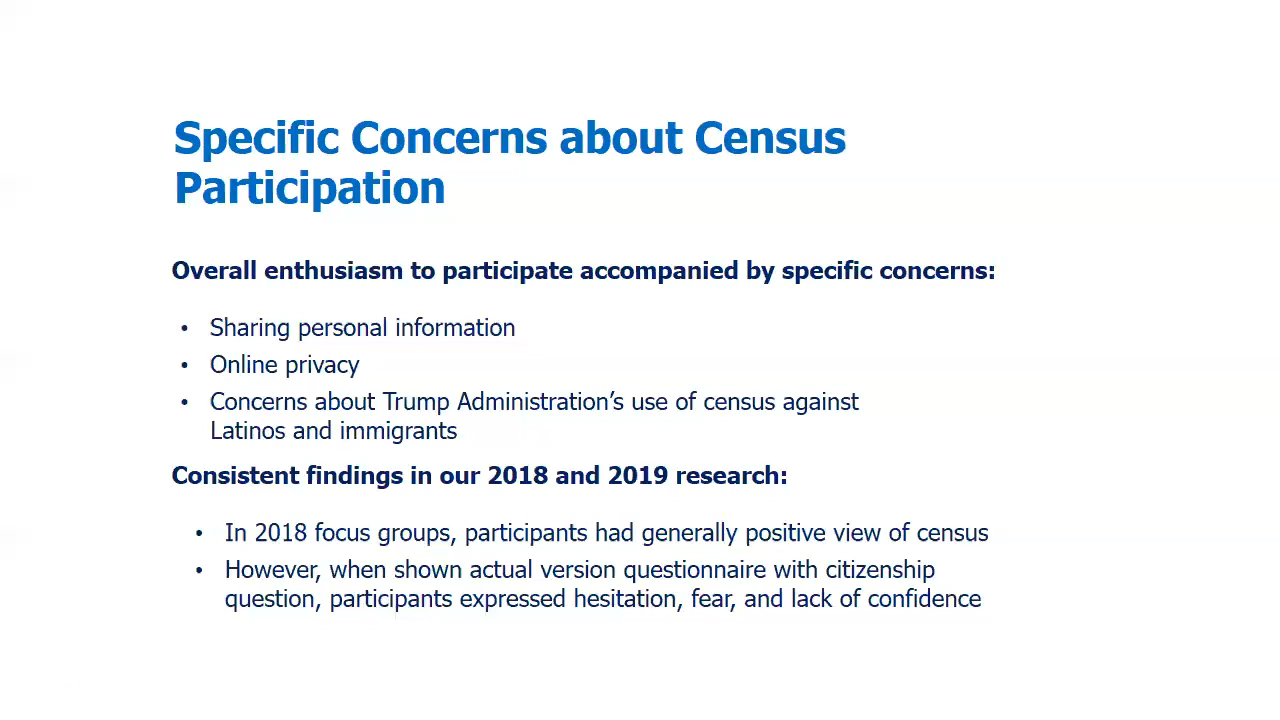 Specific Concerns about Census
Participation
Overall enthusiasm to participate accompanied by specific concerns:
• Sharing personal information
• Online privacy
• Concerns about Trump Administration’s use of census against
Latinos and immigrants
Consistent findings in our 2018 and 2019 research:
• In 2018 focus groups, participants had generally positive view of census
• However, when shown actual version questionnaire with citizenship
question, participants expressed hesitation, fear, and lack of confidence